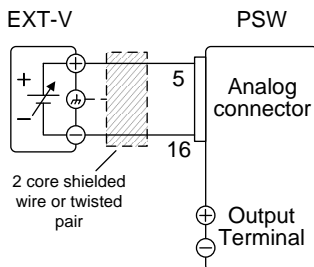 EXT-V
PSW
+
−
+
−
5
16
Analog
connector
2 core shielded
wire or twisted
pair
+
−
Output
Terminal